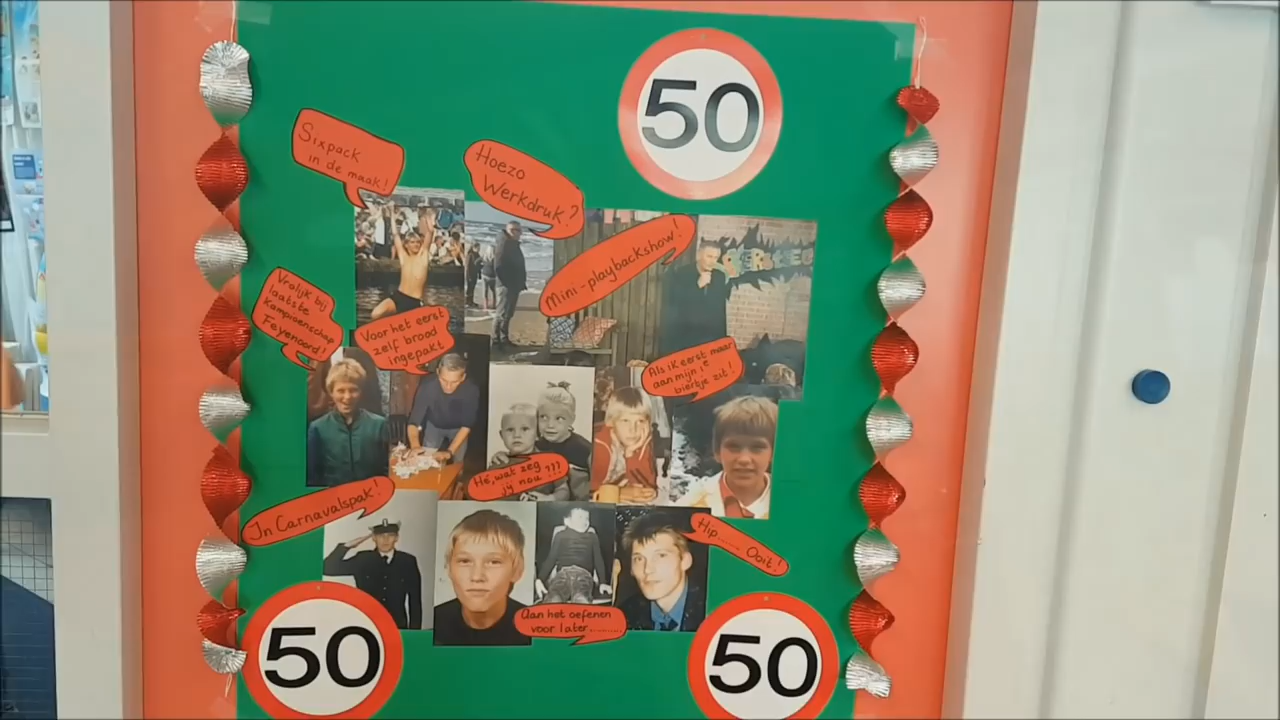 50
Sixpack
in de maak!
Hoezo
Werkdruk?
Mini-playbackshow!
Vrolijk bij
laatste
Kampioenschap
Feyenoord!
Voor het eerst
zelf brood
ingepakt
Als ik eerst maar
aan mijn 1e
biertje zit!
Hé, wat zeg
jij nou???
In Carnavalspak!
Hip...... Ooit!
Aan het oefenen
voor later.........
50
50